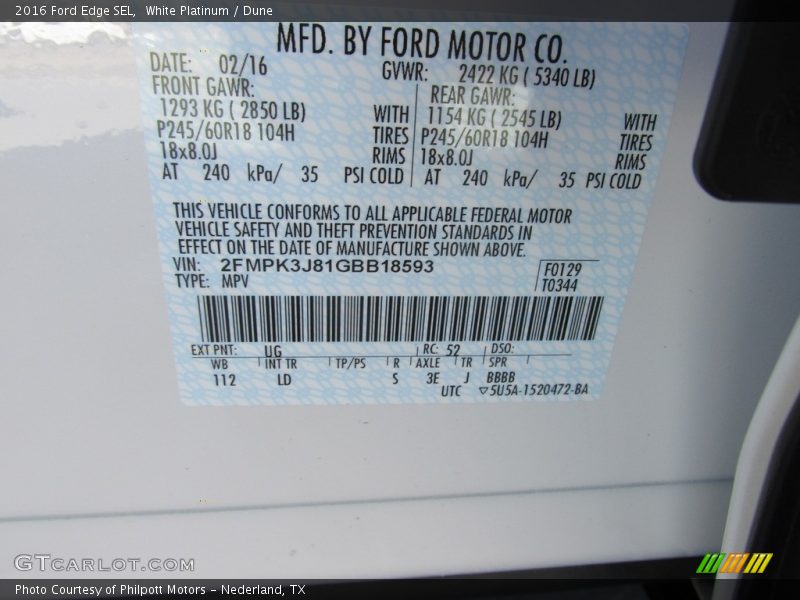 2016 Ford Edge SEL, White Platinum / Dune
MFD. BY FORD MOTOR CO.
DATE: 02/16 GVWR: 2422 KG ( 5340 LB)
FRONT GAWR: REAR GAWR:
1293 KG ( 2850 LB) WITH 1154 KG ( 2545 LB) WITH
P245/60R18 104H TIRES P245/60R18 104H TIRES
18x8.0J RIMS 18x8.0J RIMS
AT 240 kPa/ 35 PSI COLD AT 240 kPa/ 35 PSI COLD
THIS VEHICLE CONFORMS TO ALL APPLICABLE FEDERAL MOTOR
VEHICLE SAFETY AND THEFT PREVENTION STANDARDS IN
EFFECT ON THE DATE OF MANUFACTURE SHOWN ABOVE.
VIN: 2FMPK3J81GBB18593 F0129
TYPE: MPV T0344
EXT PNT: UG RC: 52 DSO:
WB INT TR TP/PS R AXLE TR SPR
112 LD S 3E J BBBB
UTC ▽5U5A-1520472-BA
GTCARLOT.COM
Photo Courtesy of Philpott Motors - Nederland, TX